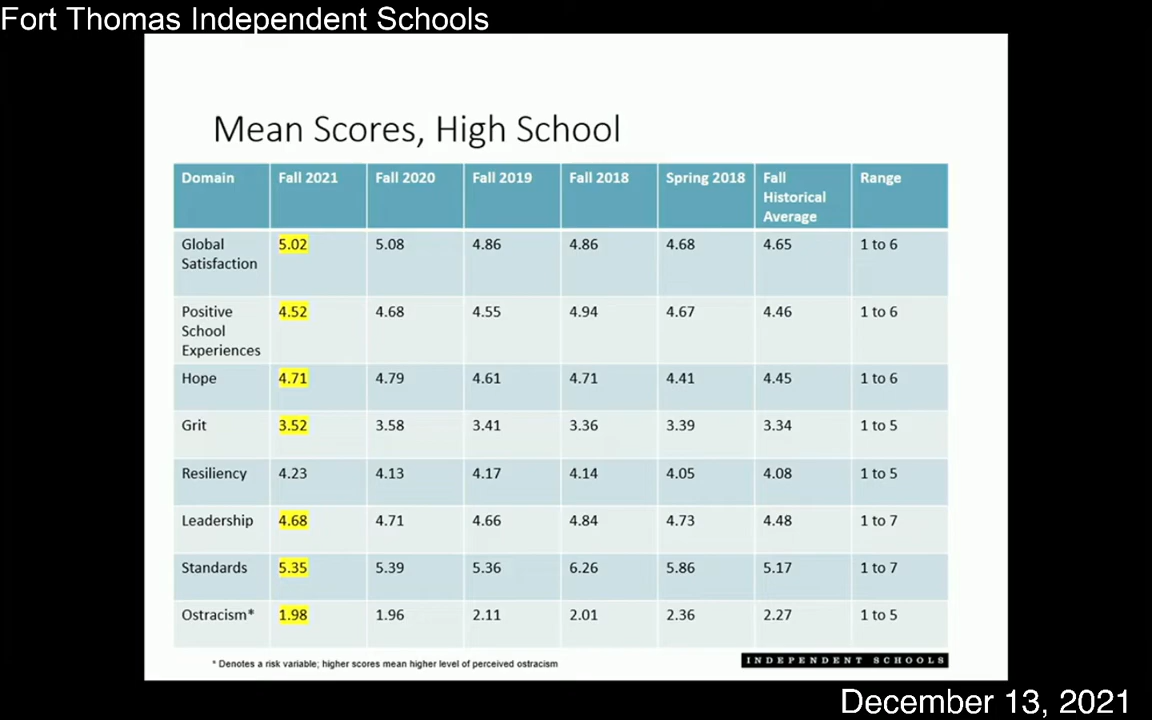 Fort Thomas Independent Schools
Mean Scores, High School
Domain Fall 2021 Fall 2020 Fall 2019 Fall 2018 Spring 2018 Fall Historical Average Range
Global Satisfaction 5.02 5.08 4.86 4.86 4.68 4.65 1 to 6
Positive School Experiences 4.52 4.68 4.55 4.94 4.67 4.46 1 to 6
Hope 4.71 4.79 4.61 4.71 4.41 4.45 1 to 6
Grit 3.52 3.58 3.41 3.36 3.39 3.34 1 to 5
Resiliency 4.23 4.13 4.17 4.14 4.05 4.08 1 to 5
Leadership 4.68 4.71 4.66 4.84 4.73 4.48 1 to 7
Standards 5.35 5.39 5.36 6.26 5.86 5.17 1 to 7
Ostracism* 1.98 1.96 2.11 2.01 2.36 2.27 1 to 5
* Denotes a risk variable; higher scores mean higher level of perceived ostracism
INDEPENDENT SCHOOLS
December 13, 2021